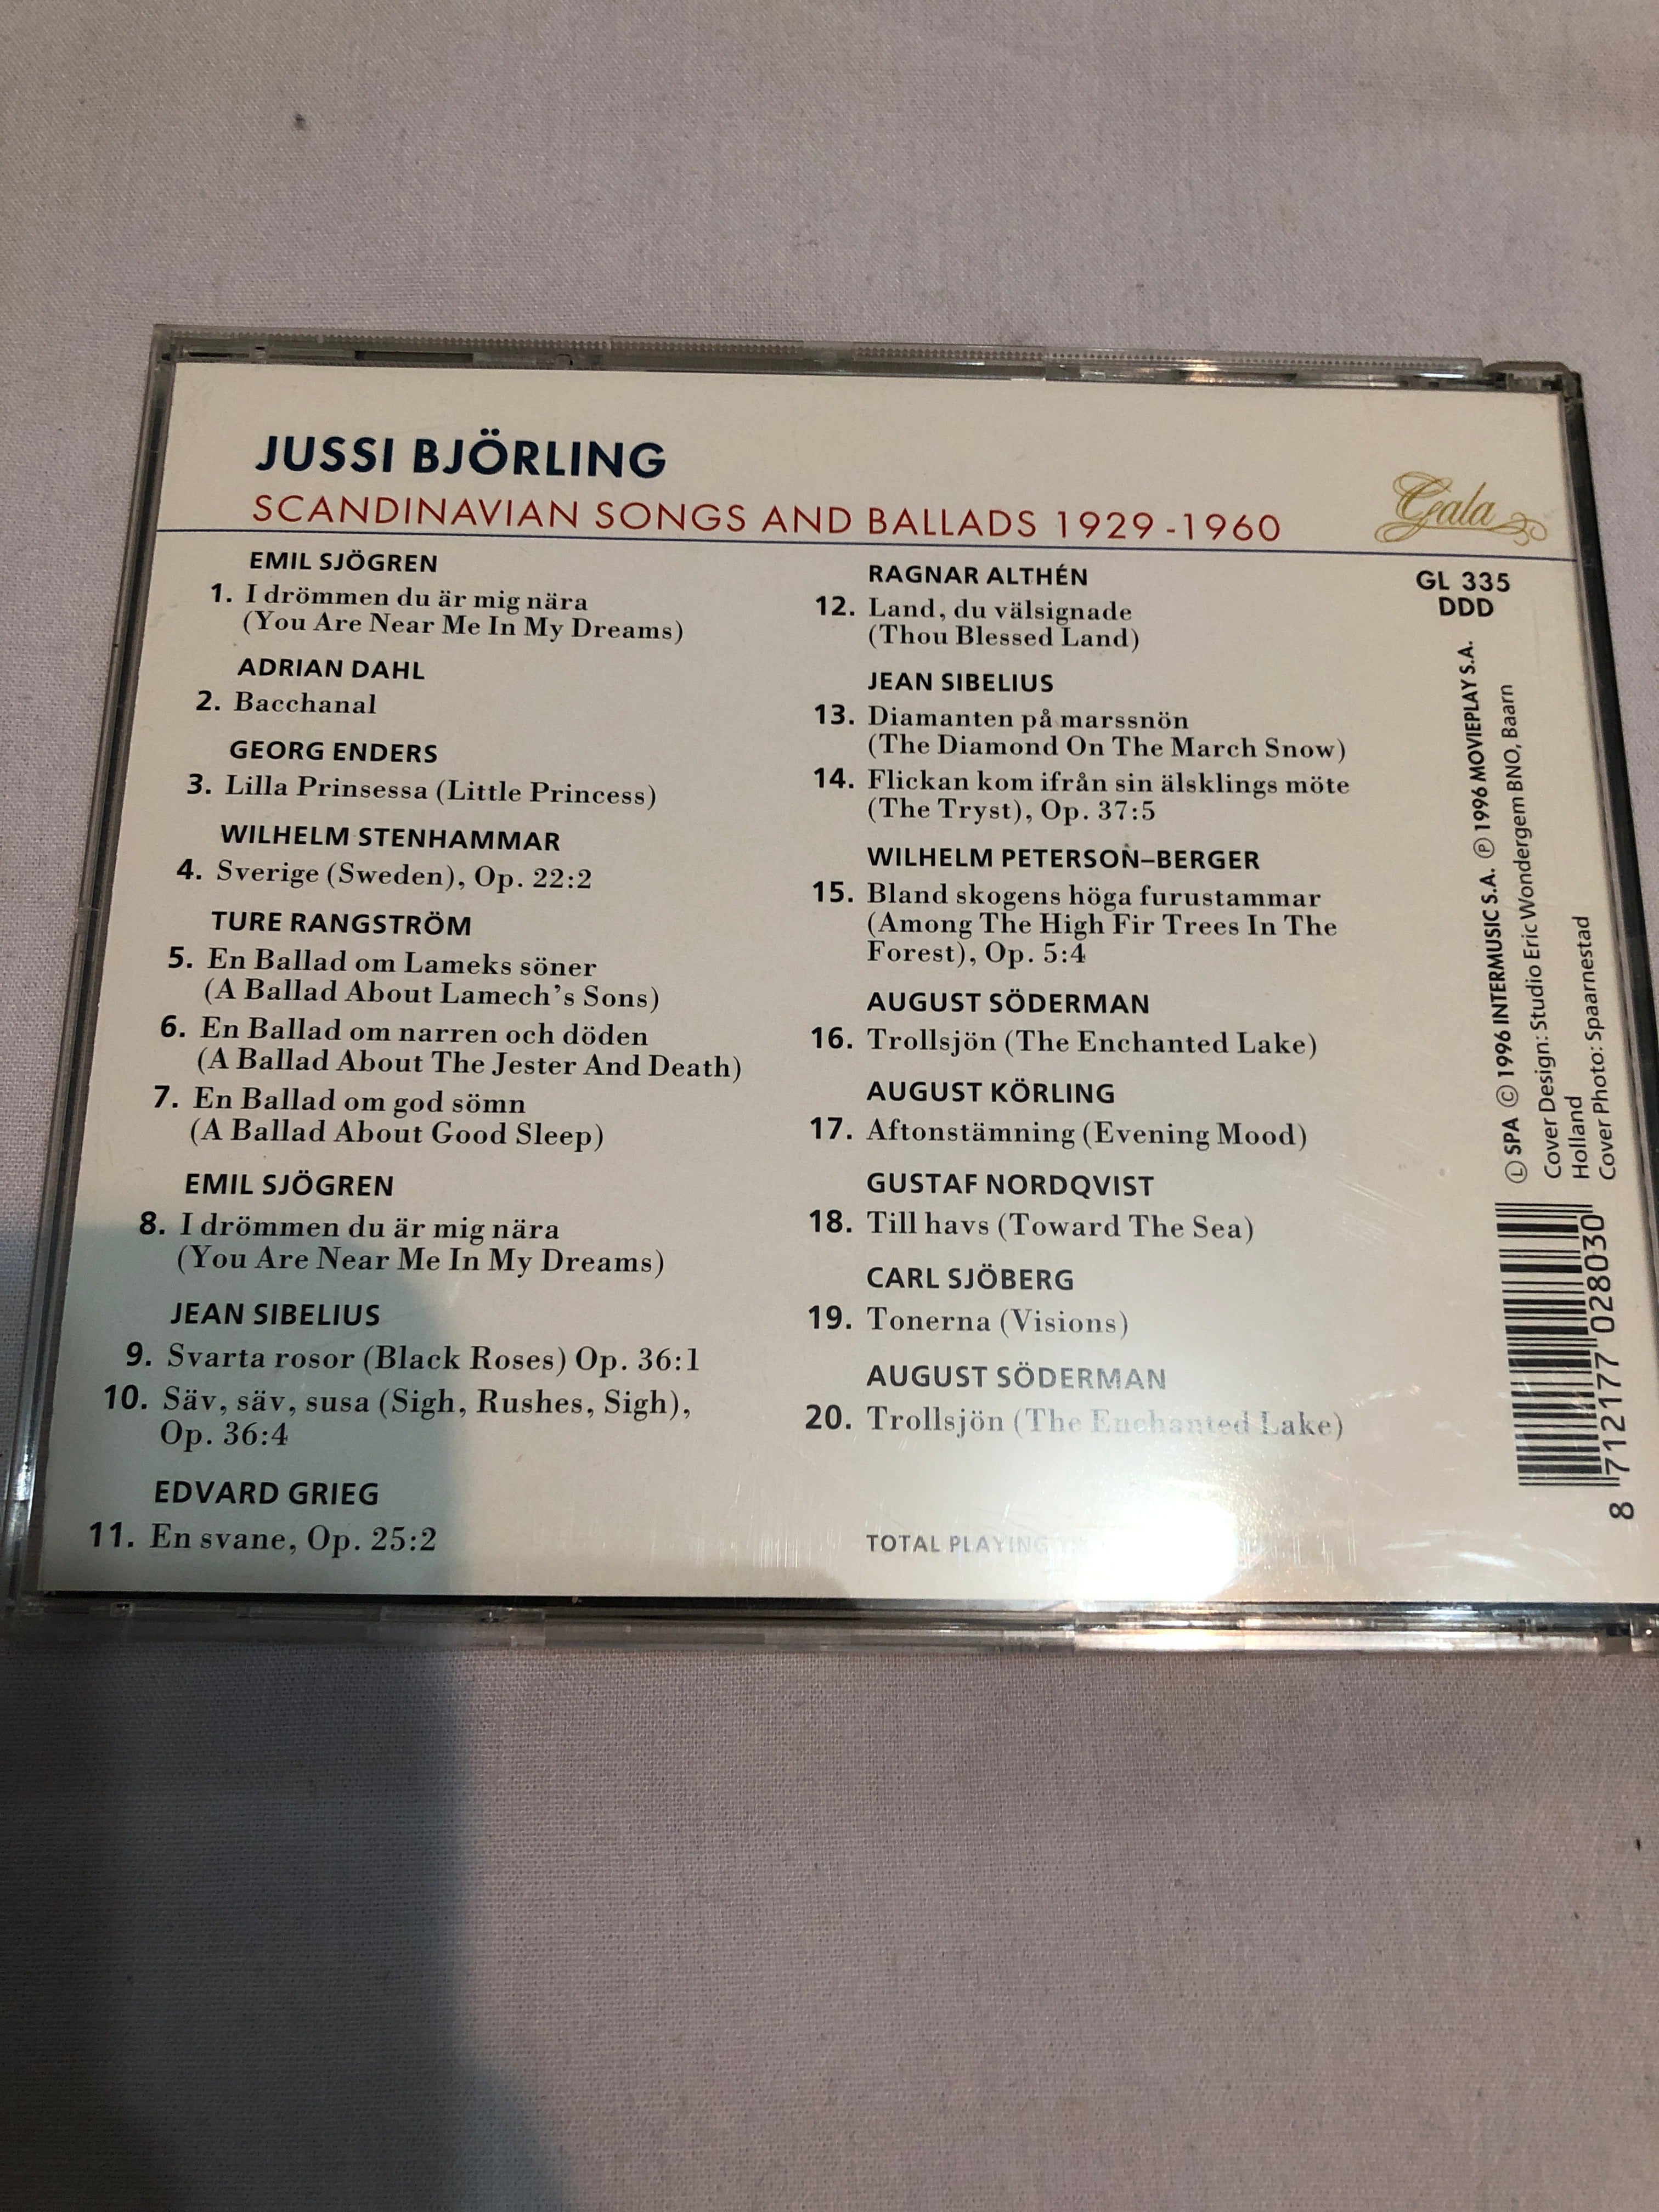 JUSSI BJÖRLING
SCANDINAVIAN SONGS AND BALLADS 1929-1960
Gala
EMIL SJÖGREN
1. I drömmen du är mig nära
(You Are Near Me In My Dreams)
ADRIAN DAHL
2. Bacchanal
GEORG ENDERS
3. Lilla Prinsessa (Little Princess)
WILHELM STENHAMMAR
4. Sverige (Sweden), Op. 22:2
TURE RANGSTRÖM
5. En Ballad om Lameks söner
(A Ballad About Lamech's Sons)
6. En Ballad om narren och döden
(A Ballad About The Jester And Death)
7. En Ballad om god sömn
(A Ballad About Good Sleep)
EMIL SJÖGREN
8. I drömmen du är mig nära
(You Are Near Me In My Dreams)
JEAN SIBELIUS
9. Svarta rosor (Black Roses) Op. 36:1
10. Säv, säv, susa (Sigh, Rushes, Sigh),
Op. 36:4
EDVARD GRIEG
11. En svane, Op. 25:2
RAGNAR ALTHÉN
12. Land, du välsignade
(Thou Blessed Land)
JEAN SIBELIUS
13. Diamanten på marssnön
(The Diamond On The March Snow)
14. Flickan kom ifrån sin älsklings möte
(The Tryst), Op. 37:5
WILHELM PETERSON–BERGER
15. Bland skogens höga furustammar
(Among The High Fir Trees In The
Forest), Op. 5:4
AUGUST SÖDERMAN
16. Trollsjön (The Enchanted Lake)
AUGUST KÖRLING
17. Aftonstämning (Evening Mood)
GUSTAF NORDQVIST
18. Till havs (Toward The Sea)
CARL SJÖBERG
19. Tonerna (Visions)
AUGUST SÖDERMAN
20. Trollsjön (The Enchanted Lake)
TOTAL PLAYING
GL 335
DDD
Ⓛ SPA © 1996 INTERMUSIC S.A. ℗ 1996 MOVIEPLAY S.A.
Cover Design: Studio Eric Wondergem BNO, Baarn
Holland
Cover Photo: Spaarnestad
8 712177 028030